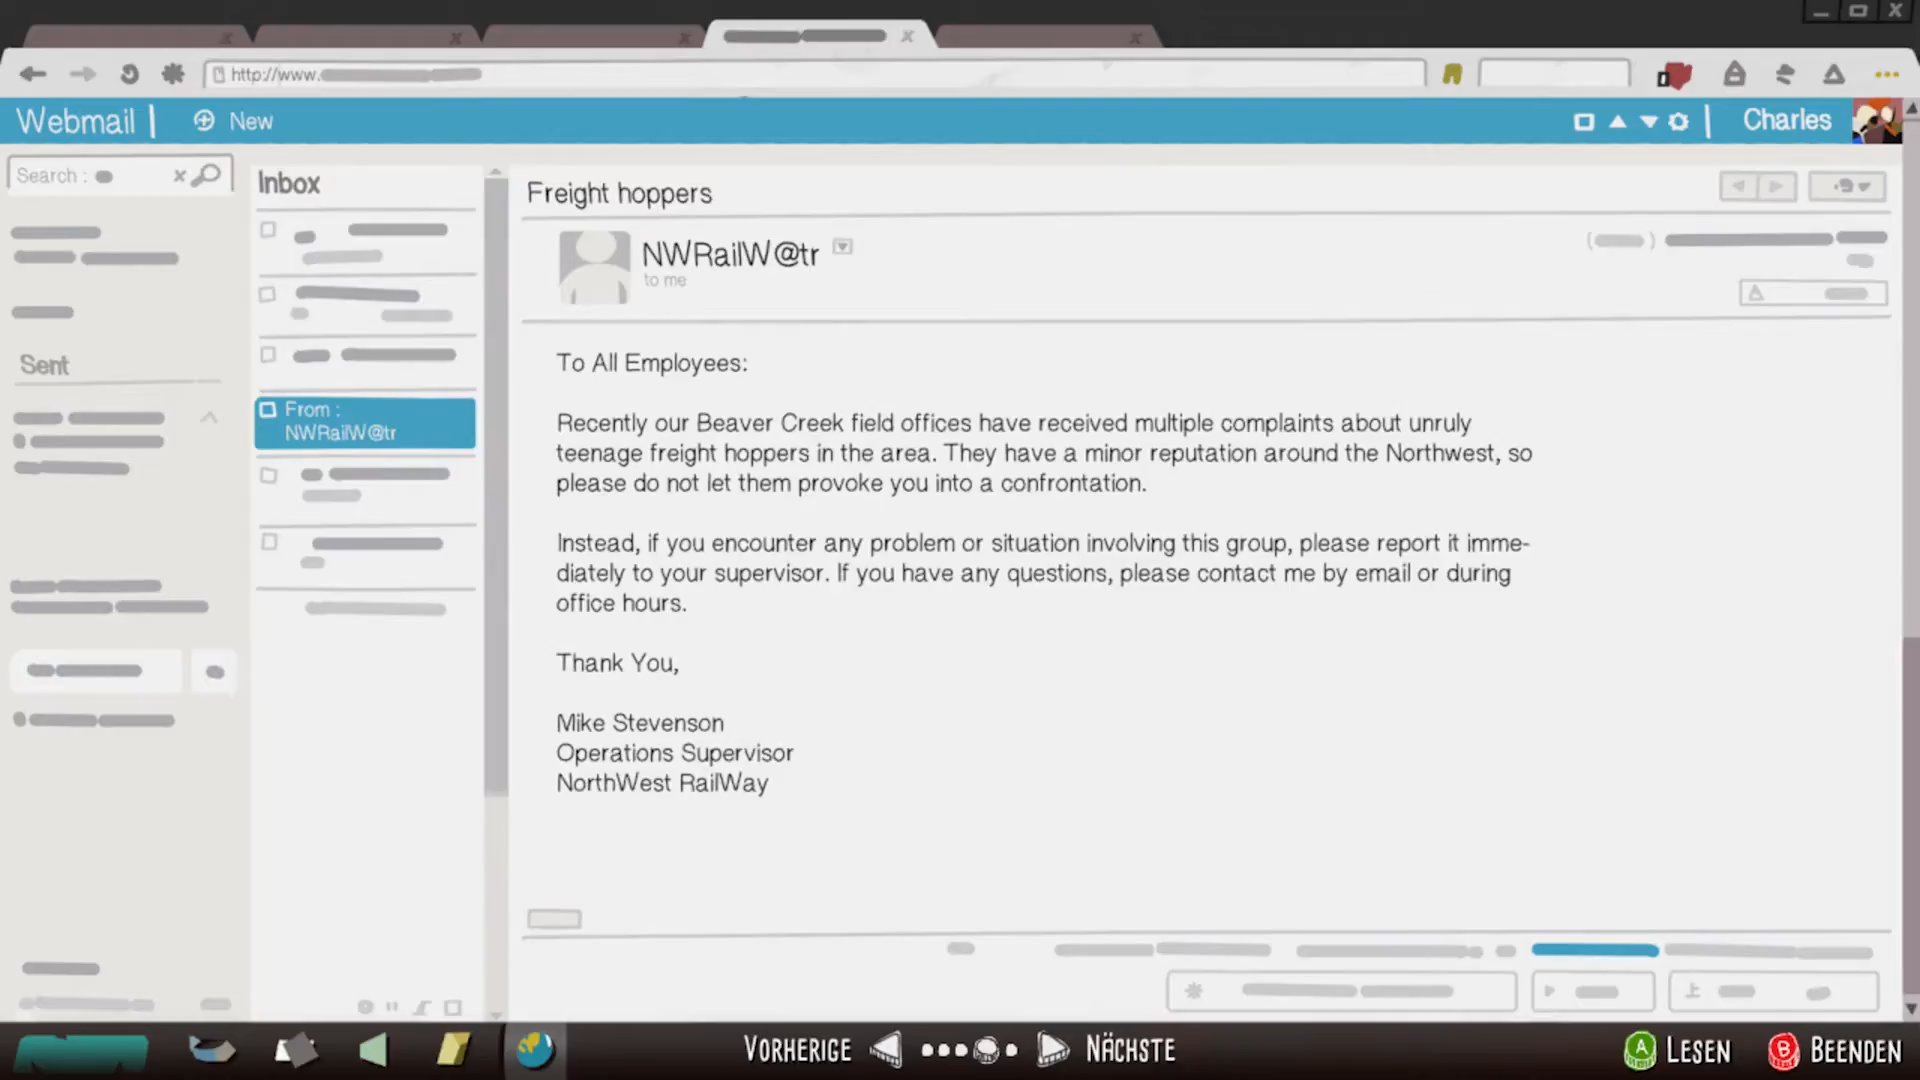 http://www.
Webmail
New
Charles
Search :
Inbox
Freight hoppers
NWRailW@tr
to me
Sent
From :
NWRailW@tr
To All Employees:
Recently our Beaver Creek field offices have received multiple complaints about unruly
teenage freight hoppers in the area. They have a minor reputation around the Northwest, so
please do not let them provoke you into a confrontation.
Instead, if you encounter any problem or situation involving this group, please report it imme-
diately to your supervisor. If you have any questions, please contact me by email or during
office hours.
Thank You,
Mike Stevenson
Operations Supervisor
NorthWest RailWay
VORHERIGE
NÄCHSTE
A LESEN
B BEENDEN